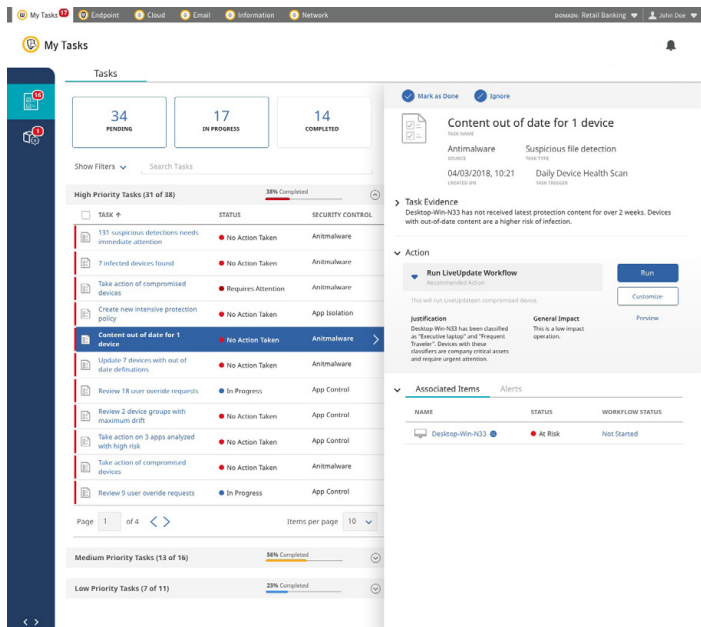 My Tasks 17 Endpoint Cloud Email Information Network DOMAIN: Retail Banking John Doe
My Tasks
16
1
Tasks
34
PENDING
17
IN PROGRESS
14
COMPLETED
Show Filters Search Tasks
High Priority Tasks (31 of 38) 38% Completed
TASK STATUS SECURITY CONTROL
131 suspicious detections needs
immediate attention
No Action Taken Anitmalware
7 infected devices found No Action Taken Anitmalware
Take action of compromised
devices
Requires Attention Anitmalware
Create new intensive protection
policy
No Action Taken App Isolation
Content out of date for 1
device
No Action Taken Anitmalware
Update 7 devices with out of
date definations
No Action Taken Anitmalware
Review 18 user overide requests In Progress App Control
Review 2 device groups with
maximum drift
No Action Taken App Control
Take action on 3 apps analyzed
with high risk
No Action Taken App Control
Take action of compromised
devices
No Action Taken Anitmalware
Review 9 user overide requests In Progress App Control
Page 1 of 4 Items per page 10
Medium Priority Tasks (13 of 16) 56% Completed
Low Priority Tasks (7 of 11) 23% Completed
Mark as Done Ignore
Content out of date for 1 device
TASK NAME
Antimalware Suspicious file detection
SOURCE TASK TYPE
04/03/2018, 10:21 Daily Device Health Scan
CREATED ON TASK TRIGGER
Task Evidence
Desktop-Win-N33 has not received latest protection content for over 2 weeks. Devices
with out-of-date content are a higher risk of infection.
Action
Run LiveUpdate Workflow
Recommended Action
Run
This will run LiveUpdateon compromised device.
Customize
Justification General Impact Preview
Desktop-Win-N33 has been classified
as "Executive laptop" and "Frequent
Traveler". Devices with these
classifiers are company critical assets
and require urgent attention.
This is a low impact
operation.
Associated Items Alerts
NAME STATUS WORKFLOW STATUS
Desktop-Win-N33 At Risk Not Started